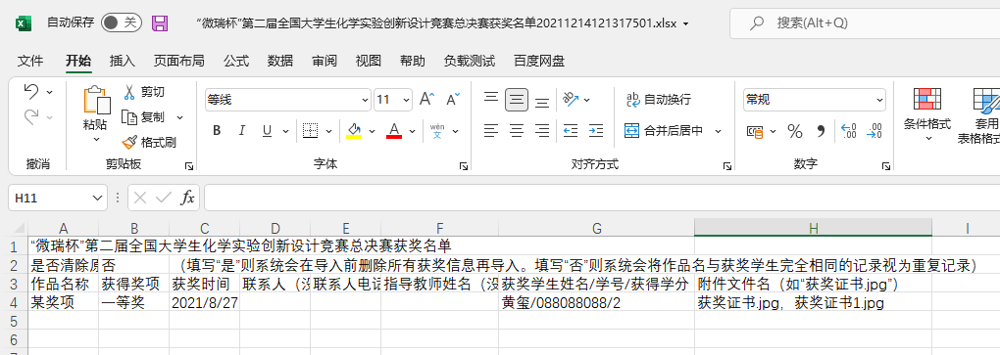 自动保存 关 “微瑞杯”第二届全国大学生化学实验创新设计竞赛总决赛获奖名单20211214121317501.xlsx 搜索(Alt+Q)
文件 开始 插入 页面布局 公式 数据 审阅 视图 帮助 负载测试 百度网盘
剪切 等线 11 A A ab 自动换行 常规
粘贴 复制 条件格式 套用
格式刷 B I U A wén 文 合并后居中 % 表格格式
撤消 剪贴板 字体 对齐方式 数字
H11 fx
A B C D E F G H I
1 “微瑞杯”第二届全国大学生化学实验创新设计竞赛总决赛获奖名单
2 是否清除原 否 （填写“是”则系统会在导入前删除所有获奖信息再导入。填写“否”则系统会将作品名与获奖学生完全相同的记录视为重复记录）
3 作品名称 获得奖项 获奖时间 联系人（没 联系人电话 指导教师姓名（没 获奖学生姓名/学号/获得学分 附件文件名（如“获奖证书.jpg”）
4 某奖项 一等奖 2021/8/27 黄玺/088088088/2 获奖证书.jpg，获奖证书1.jpg
5
6